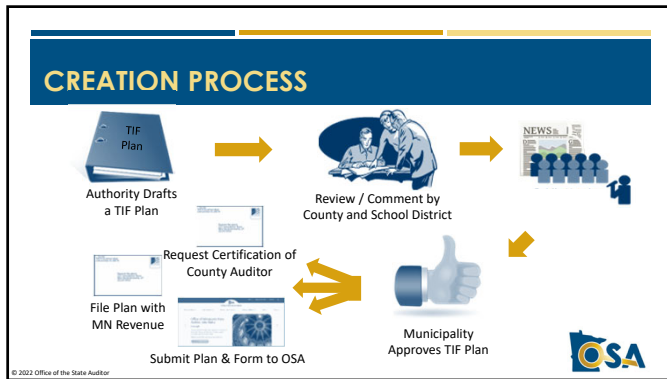 CREATION PROCESS
TIF
Plan
Authority Drafts
a TIF Plan
Review / Comment by
County and School District
NEWS
Municipality
Approves TIF Plan
Request Certification of
County Auditor
File Plan with
MN Revenue
Submit Plan & Form to OSA
© 2022 Office of the State Auditor
OSA